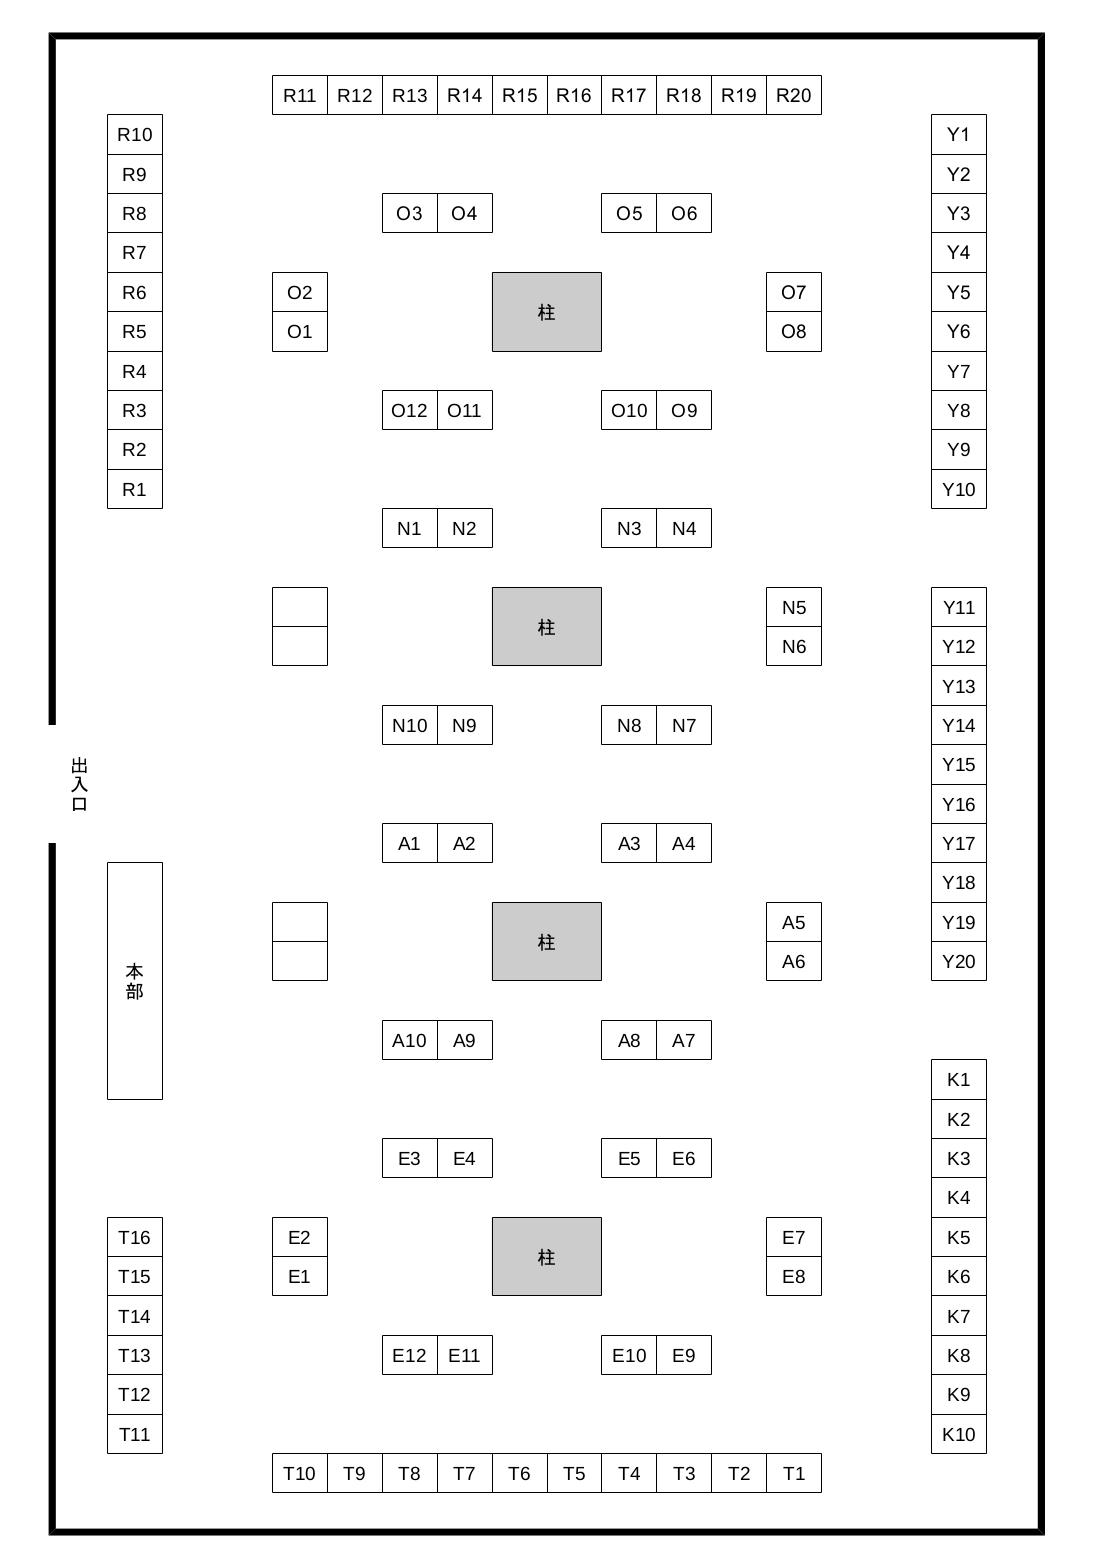 R11 R12 R13 R14 R15 R16 R17 R18 R19 R20
R10 Y1
R9 Y2
R8 O3 O4 O5 O6 Y3
R7 Y4
R6 O2 O7 Y5
柱
R5 O1 O8 Y6
R4 Y7
R3 O12 O11 O10 O9 Y8
R2 Y9
R1 Y10
N1 N2 N3 N4
N5 Y11
柱
N6 Y12
Y13
N10 N9 N8 N7 Y14
Y15
出入口
Y16
A1 A2 A3 A4 Y17
Y18
A5 Y19
柱
A6 Y20
本部
A10 A9 A8 A7
K1
K2
E3 E4 E5 E6 K3
K4
T16 E2 E7 K5
柱
T15 E1 E8 K6
T14 K7
T13 E12 E11 E10 E9 K8
T12 K9
T11 K10
T10 T9 T8 T7 T6 T5 T4 T3 T2 T1